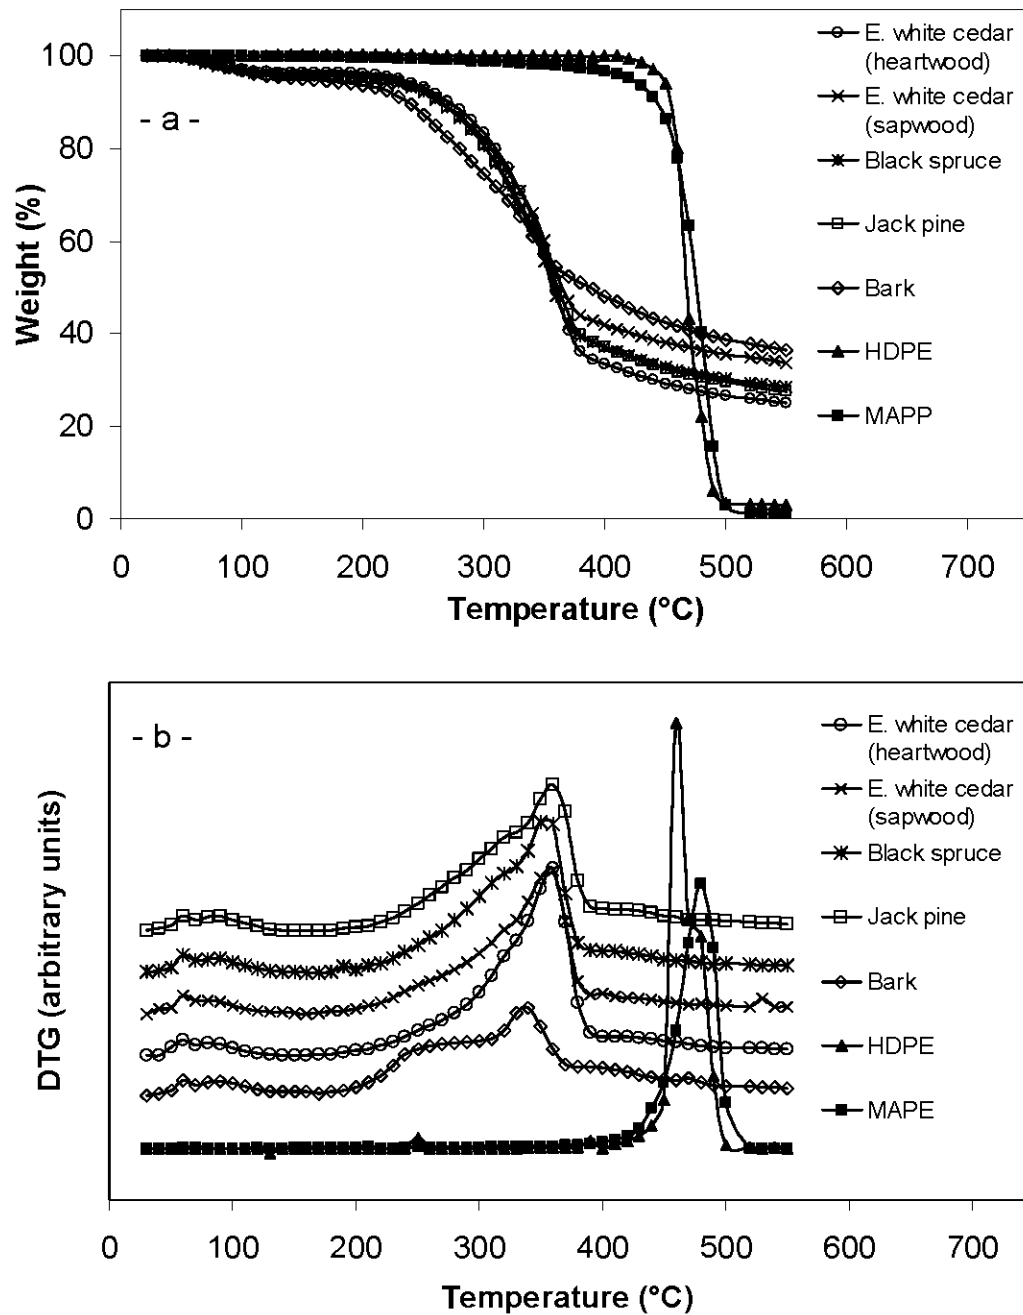 100
80
60
40
20
0
Weight (%)
- a -
0
100
200
300
400
500
600
700
Temperature (°C)
E. white cedar
(heartwood)
E. white cedar
(sapwood)
Black spruce
Jack pine
Bark
HDPE
MAPP
- b -
DTG (arbitrary units)
0
100
200
300
400
500
600
700
Temperature (°C)
E. white cedar
(heartwood)
E. white cedar
(sapwood)
Black spruce
Jack pine
Bark
HDPE
MAPE